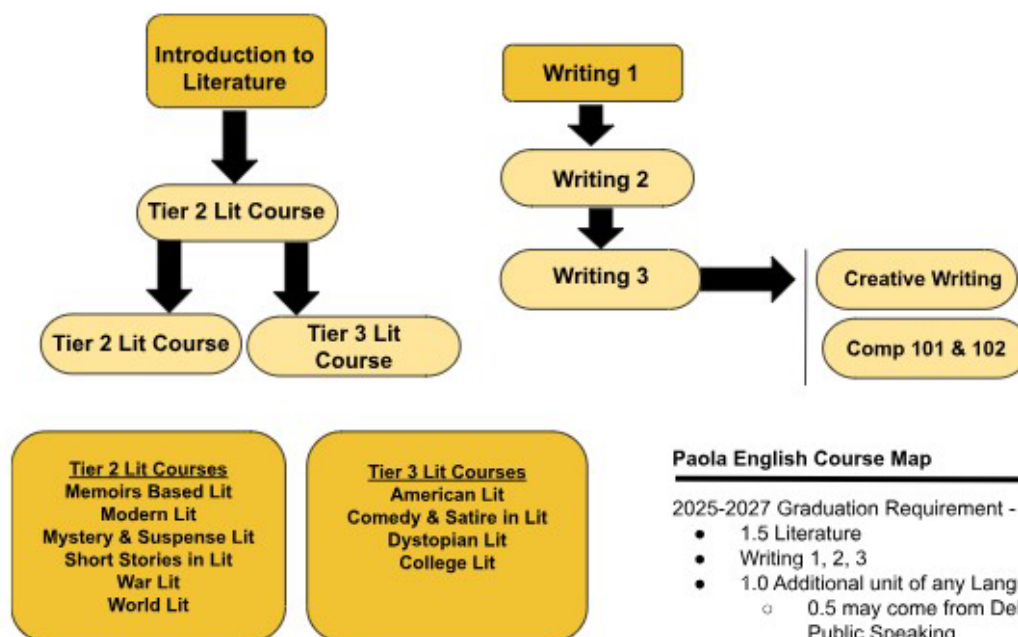 Introduction to
Literature
Tier 2 Lit Course
Tier 2 Lit Course
Tier 3 Lit
Course
Writing 1
Writing 2
Writing 3
Creative Writing
Comp 101 & 102
Tier 2 Lit Courses
Memoirs Based Lit
Modern Lit
Mystery & Suspense Lit
Short Stories in Lit
War Lit
World Lit
Tier 3 Lit Courses
American Lit
Comedy & Satire in Lit
Dystopian Lit
College Lit
Paola English Course Map
2025-2027 Graduation Requirement -
● 1.5 Literature
● Writing 1, 2, 3
● 1.0 Additional unit of any
○ 0.5 may come from
Public Speaking